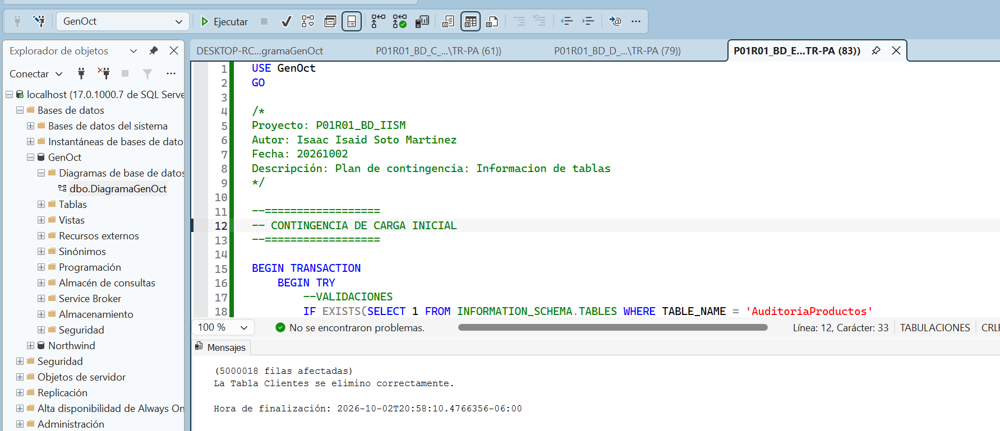 GenOct
Ejecutar
Explorador de objetos
Conectar
localhost (17.0.1000.7 de SQL Serve
Bases de datos
Bases de datos del sistema
Instantáneas de bases de dato
GenOct
Diagramas de base de datos
dbo.DiagramaGenOct
Tablas
Vistas
Recursos externos
Sinónimos
Programación
Almacén de consultas
Service Broker
Almacenamiento
Seguridad
Northwind
Seguridad
Objetos de servidor
Replicación
Alta disponibilidad de Always On
Administración
DESKTOP-RC...gramaGenOct
P01R01_BD_C_...\TR-PA (61))
P01R01_BD_D_...\TR-PA (79))
P01R01_BD_E...TR-PA (83))
1 USE GenOct
2 GO
3
4 /*
5 Proyecto: P01R01_BD_IISM
6 Autor: Isaac Isaid Soto Martinez
7 Fecha: 20261002
8 Descripción: Plan de contingencia: Informacion de tablas
9 */
10
11 --==================
12 -- CONTINGENCIA DE CARGA INICIAL
13 --==================
14
15 BEGIN TRANSACTION
16 BEGIN TRY
17 --VALIDACIONES
18 IF EXISTS(SELECT 1 FROM INFORMATION_SCHEMA.TABLES WHERE TABLE_NAME = 'AuditoriaProductos'
100 %
No se encontraron problemas.
Línea: 12, Carácter: 33
TABULACIONES
CRLF
Mensajes
(5000018 filas afectadas)
La Tabla Clientes se elimino correctamente.
Hora de finalización: 2026-10-02T20:58:10.4766356-06:00